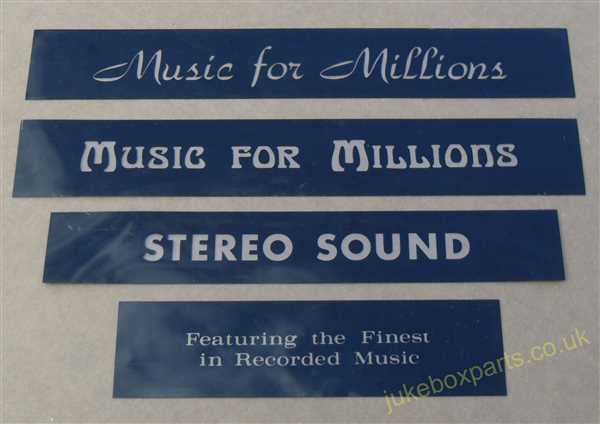 Music for Millions
MUSIC FOR MILLIONS
STEREO SOUND
Featuring the Finest
in Recorded Music
jukeboxparts.co.uk